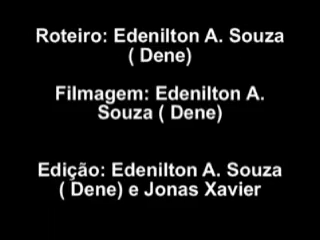 Roteiro: Edenilton A. Souza
( Dene)
Filmagem: Edenilton A.
Souza ( Dene)
Edição: Edenilton A. Souza
( Dene) e Jonas Xavier